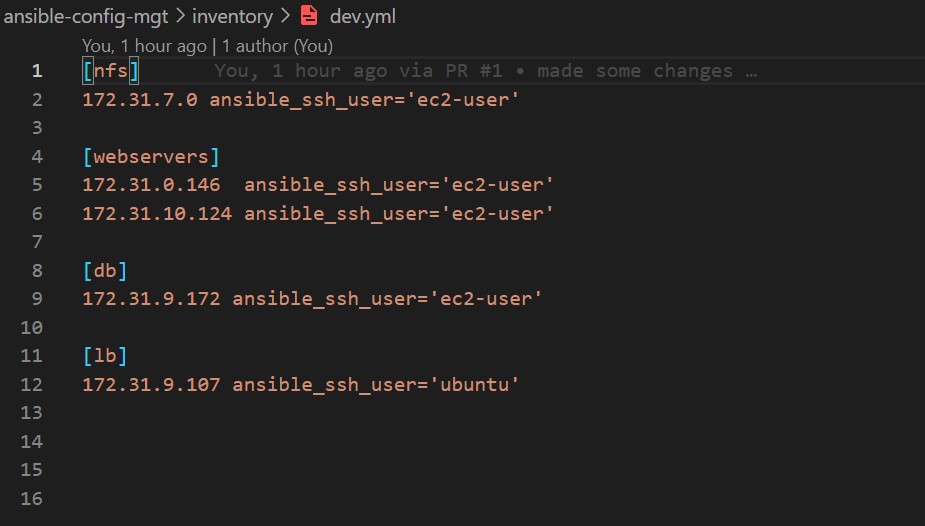 ansible-config-mgt > inventory > dev.yml
You, 1 hour ago | 1 author (You)
1 [nfs] You, 1 hour ago via PR #1 • made some changes …
2 172.31.7.0 ansible_ssh_user='ec2-user'
3
4 [webservers]
5 172.31.0.146  ansible_ssh_user='ec2-user'
6 172.31.10.124 ansible_ssh_user='ec2-user'
7
8 [db]
9 172.31.9.172 ansible_ssh_user='ec2-user'
10
11 [lb]
12 172.31.9.107 ansible_ssh_user='ubuntu'
13
14
15
16